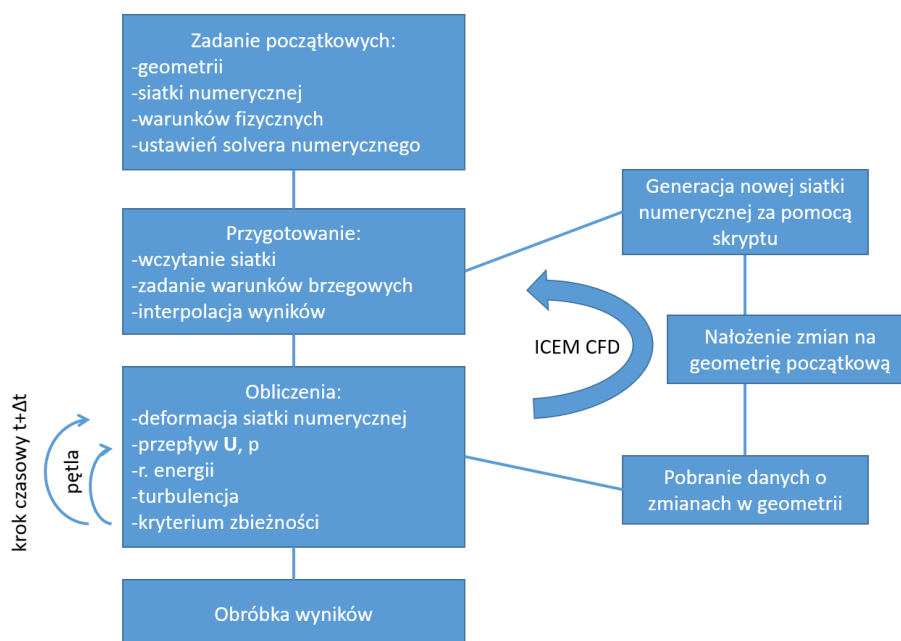 Zadanie początkowych:
-geometrii
-siatki numerycznej
-warunków fizycznych
-ustawień solvera numerycznego
Przygotowanie:
-wczytanie siatki
-zadanie warunków brzegowych
-interpolacja wyników
Obliczenia:
-deformacja siatki numerycznej
-przepływ U, p
-r. energii
-turbulencja
-kryterium zbieżności
Obróbka wyników
krok czasowy t+Δt
pętla
ICEM CFD
Generacja nowej siatki
numerycznej za pomocą
skryptu
Nałożenie zmian na
geometrię początkową
Pobranie danych o
zmianach w geometrii